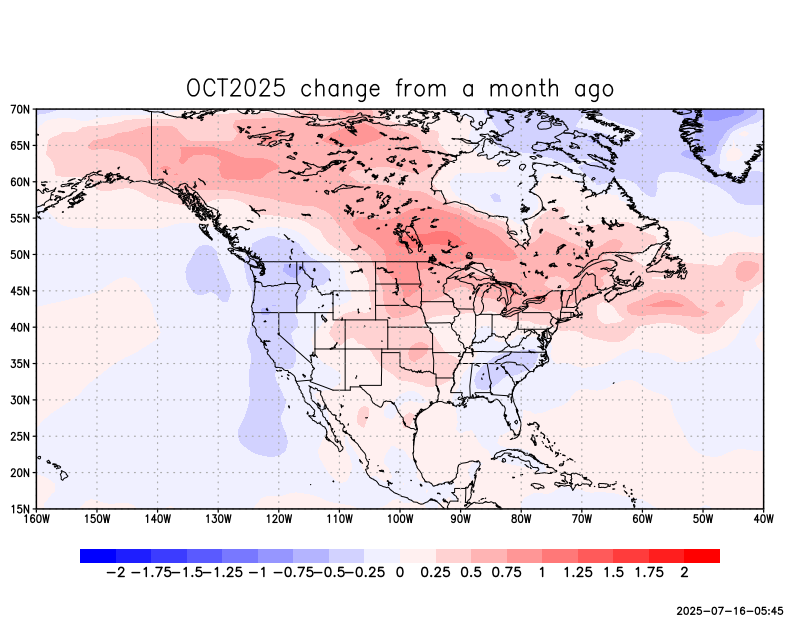 OCT2025 change from a month ago
70N
65N
60N
55N
50N
45N
40N
35N
30N
25N
20N
15N
160W 150W 140W 130W 120W 110W 100W 90W 80W 70W 60W 50W 40W
−2 −1.75 −1.5 −1.25 −1 −0.75 −0.5 −0.25 0 0.25 0.5 0.75 1 1.25 1.5 1.75 2
2025-07-16-05:45